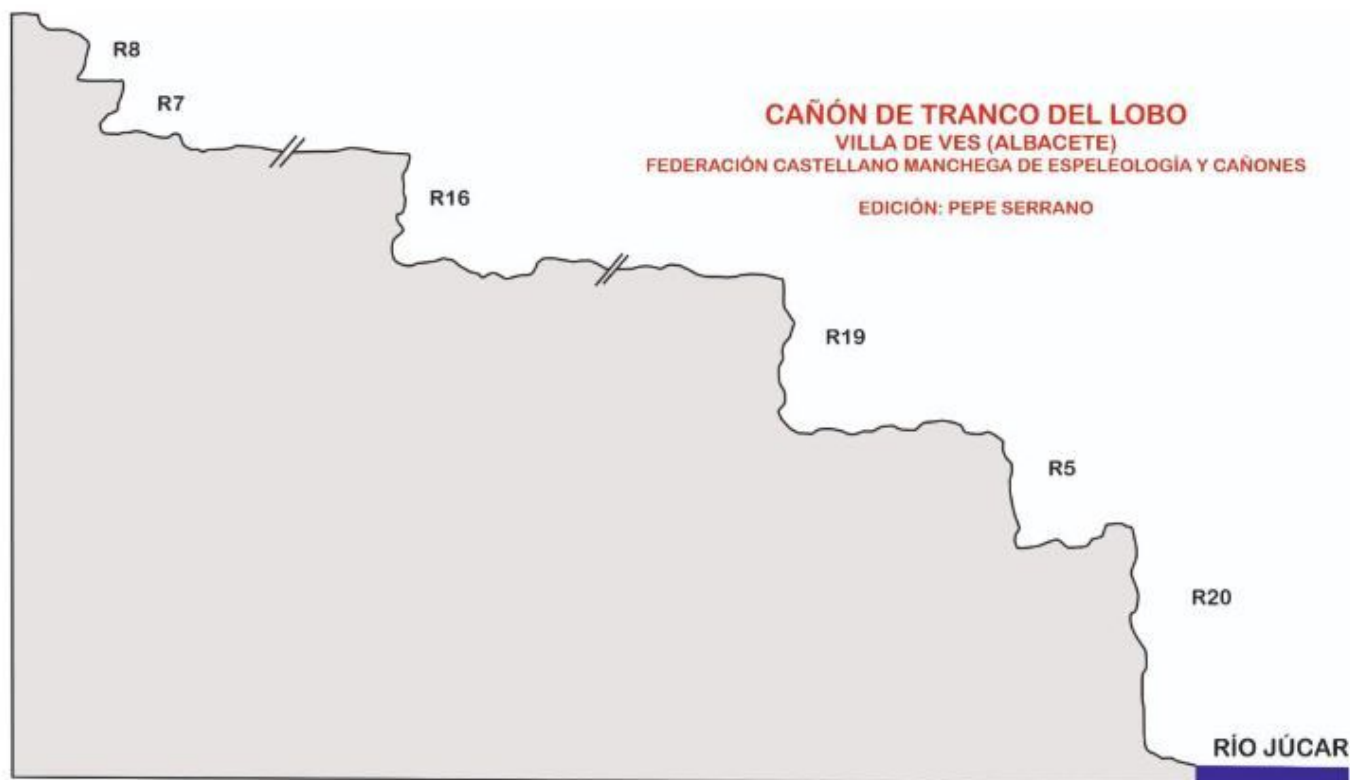 R8
R7
CAÑÓN DE TRANCO DEL LOBO
VILLA DE VES (ALBACETE)
FEDERACIÓN CASTELLANO MANCHEGA DE ESPELEOLOGÍA Y CAÑONES
EDICIÓN: PEPE SERRANO
R16
R19
R5
R20
RÍO JÚCAR